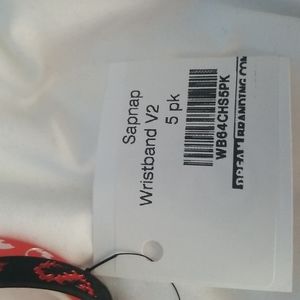 Sapnap
Wristband V2
5 pk
WB64CHS5PK